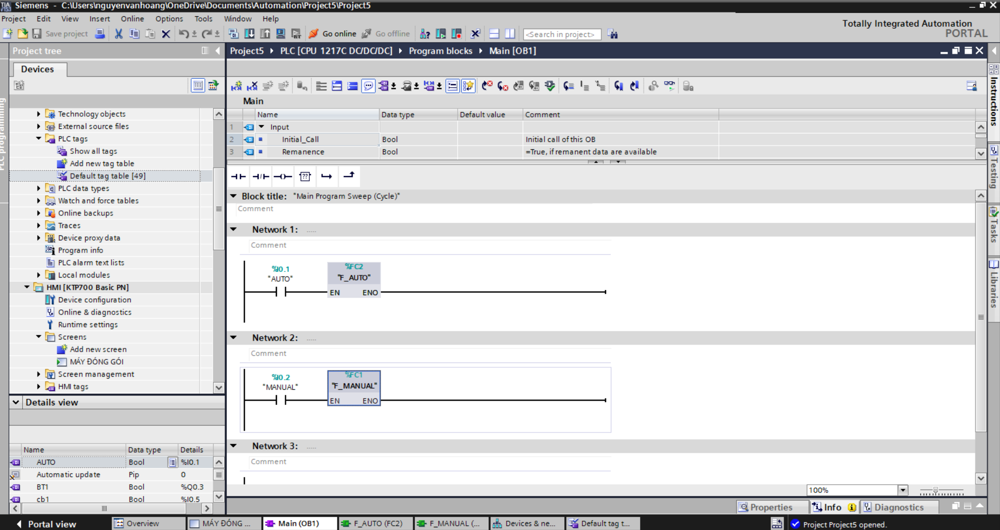 Siemens - C:\Users\nguyenvanhoang\OneDrive\Documents\Automation\Project5\Project5
Project Edit View Insert Online Options Tools Window Help
Totally Integrated Automation
PORTAL
Save project
Go online
Go offline
<Search in project>
Project tree
Project5 PLC [CPU 1217C DC/DC/DC] Program blocks Main [OB1]
Devices
PLC programming
Technology objects
External source files
PLC tags
Show all tags
Add new tag table
Default tag table [49]
PLC data types
Watch and force tables
Online backups
Traces
Device proxy data
Program info
PLC alarm text lists
Local modules
HMI [KTP700 Basic PN]
Device configuration
Online & diagnostics
Runtime settings
Screens
Add new screen
MÁY ĐÓNG GÓI
Screen management
HMI tags
Details view
Name Data type Details
AUTO Bool %I0.1
Automatic update Pip 0
BT1 Bool %Q0.3
cb1 Bool %I0.5
Main
Name Data type Default value Comment
1 Input
2 Initial_Call Bool Initial call of this OB
3 Remanence Bool =True, if remanent data are available
??
Block title: "Main Program Sweep (Cycle)"
Comment
Network 1: .....
Comment
%I0.1
"AUTO"
%FC2
"F_AUTO"
EN ENO
Network 2: .....
Comment
%I0.2
"MANUAL"
%FC1
"F_MANUAL"
EN ENO
Network 3: .....
Comment
100%
Properties Info Diagnostics
Instructions
Testing
Tasks
Libraries
Portal view Overview MÁY ĐÓNG ... Main (OB1) F_AUTO (FC2) F_MANUAL (... Devices & ne... Default tag t... Project Project5 opened.